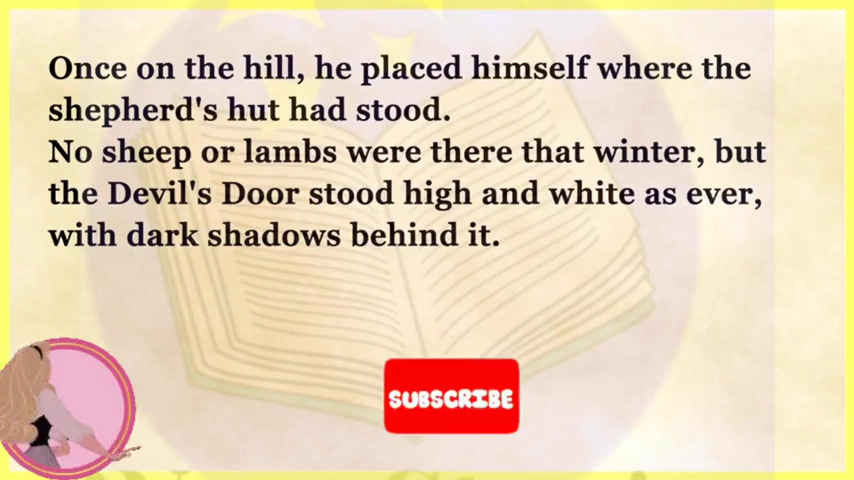 Once on the hill, he placed himself where the
shepherd's hut had stood.
No sheep or lambs were there that winter, but
the Devil's Door stood high and white as ever,
with dark shadows behind it.
SUBSCRIBE